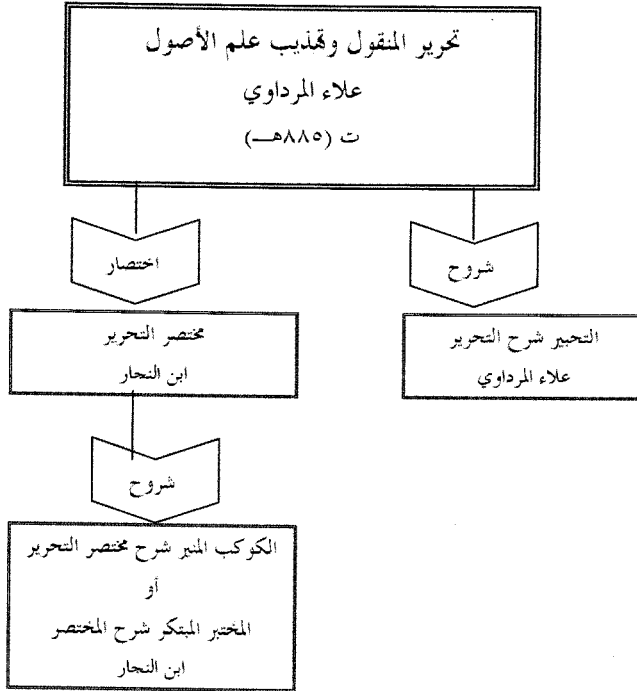 تحرير المنقول وتهذيب علم الأصول
علاء المرداوي
ت (٨٨٥هــ)
شروح
اختصار
التحبير شرح التحرير
علاء المرداوي
مختصر التحرير
ابن النجار
شروح
الكوكب المنير شرح مختصر التحرير
أو
المختبر المبتكر شرح المختصر
ابن النجار